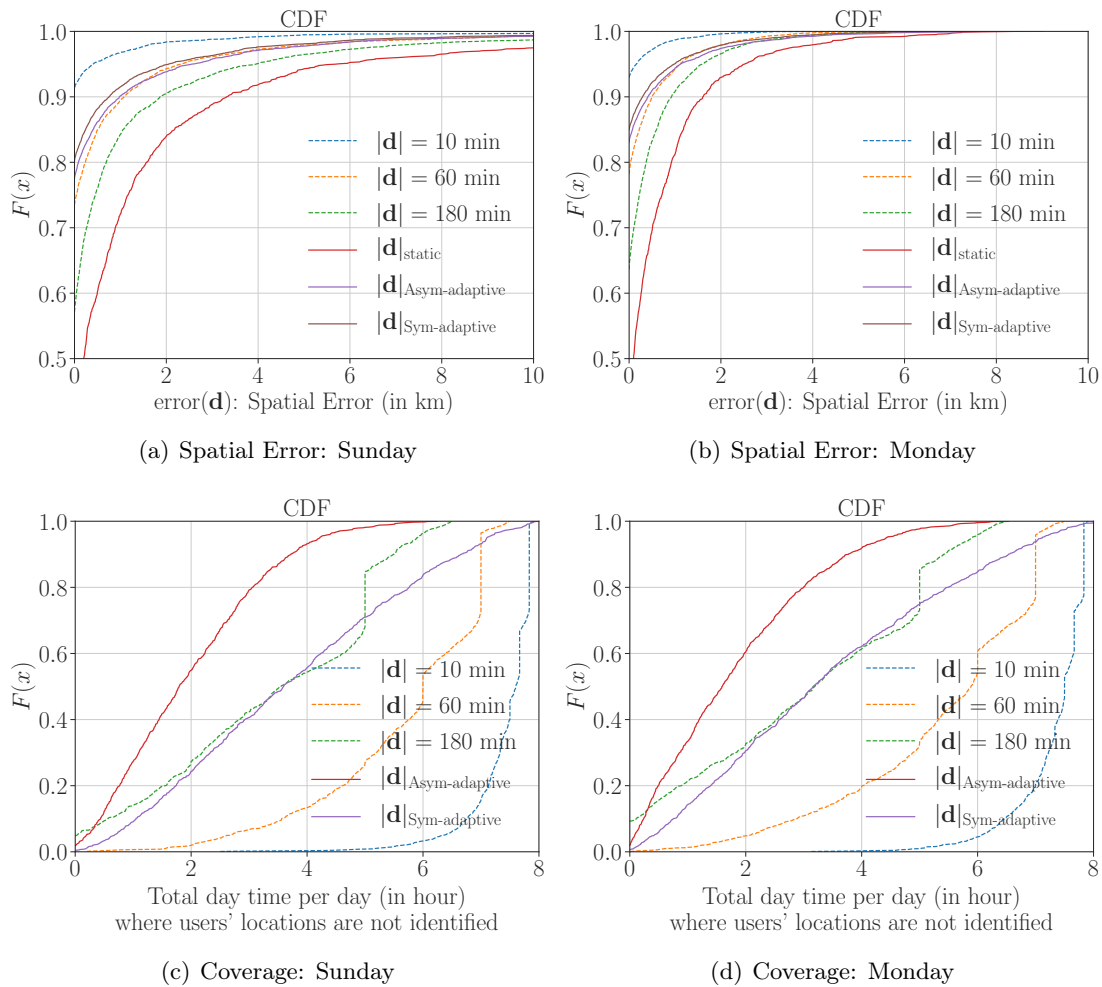 CDF
1.0
0.9
0.8
0.7
0.6
0.5
F(x)
|d| = 10 min
|d| = 60 min
|d| = 180 min
|d|static
|d|Asym-adaptive
|d|Sym-adaptive
0 2 4 6 8 10
error(d): Spatial Error (in km)
(a) Spatial Error: Sunday
CDF
1.0
0.9
0.8
0.7
0.6
0.5
F(x)
|d| = 10 min
|d| = 60 min
|d| = 180 min
|d|static
|d|Asym-adaptive
|d|Sym-adaptive
0 2 4 6 8 10
error(d): Spatial Error (in km)
(b) Spatial Error: Monday
CDF
1.0
0.8
0.6
0.4
0.2
0.0
F(x)
|d| = 10 min
|d| = 60 min
|d| = 180 min
|d|Asym-adaptive
|d|Sym-adaptive
0 2 4 6 8
Total day time per day (in hour)
where users' locations are not identified
(c) Coverage: Sunday
CDF
1.0
0.8
0.6
0.4
0.2
0.0
F(x)
|d| = 10 min
|d| = 60 min
|d| = 180 min
|d|Asym-adaptive
|d|Sym-adaptive
0 2 4 6 8
Total day time per day (in hour)
where users' locations are not identified
(d) Coverage: Monday